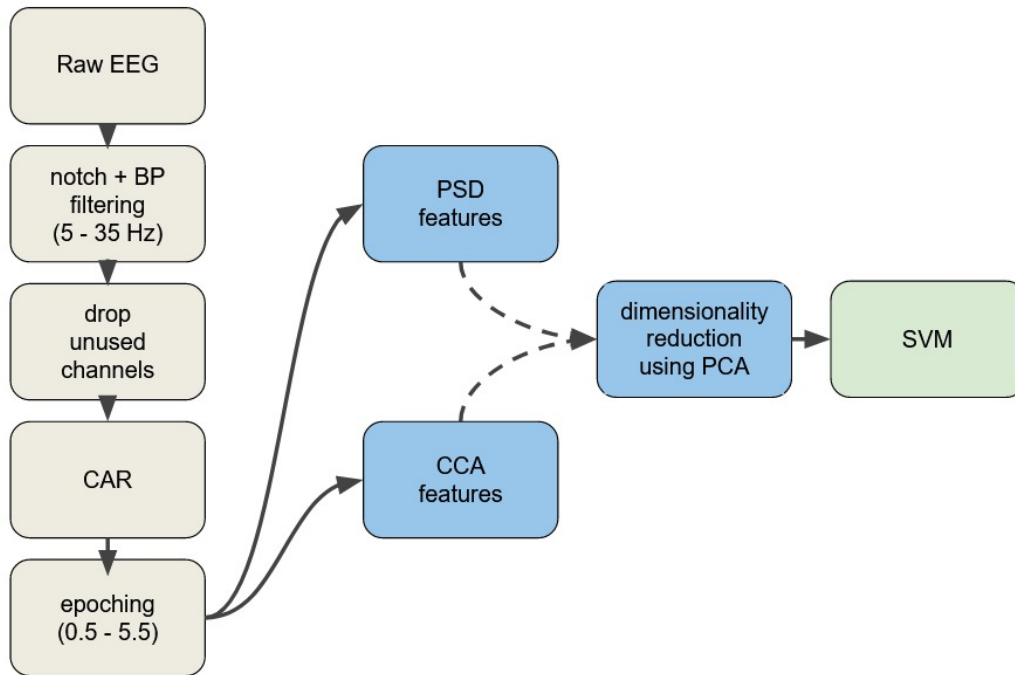 Raw EEG
notch + BP
filtering
(5 - 35 Hz)
drop
unused
channels
CAR
epoching
(0.5 - 5.5)
PSD
features
CCA
features
dimensionality
reduction
using PCA
SVM